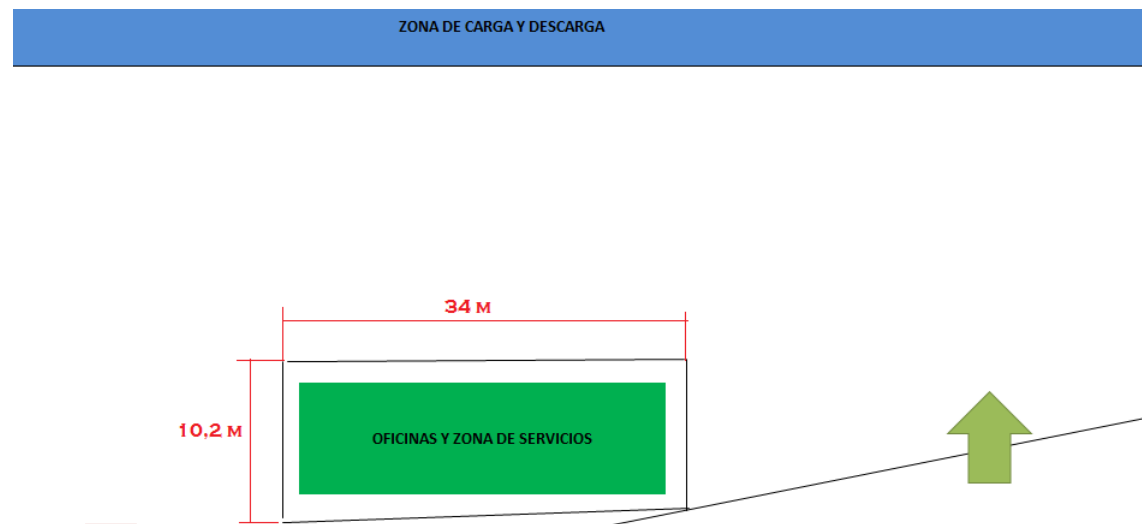 ZONA DE CARGA Y DESCARGA
34 M
10,2 M
OFICINAS Y ZONA DE SERVICIOS